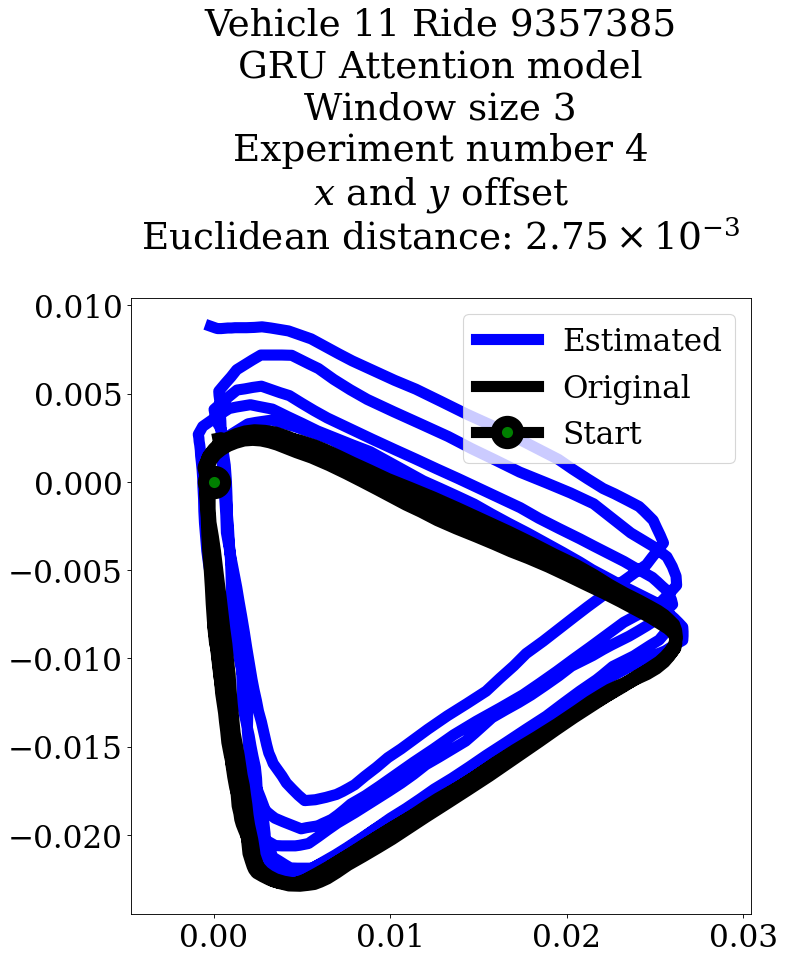 Vehicle 11 Ride 9357385
GRU Attention model
Window size 3
Experiment number 4
x and y offset
Euclidean distance: 2.75 × 10⁻³
0.010
0.005
0.000
−0.005
−0.010
−0.015
−0.020
Estimated
Original
Start
0.00 0.01 0.02 0.03